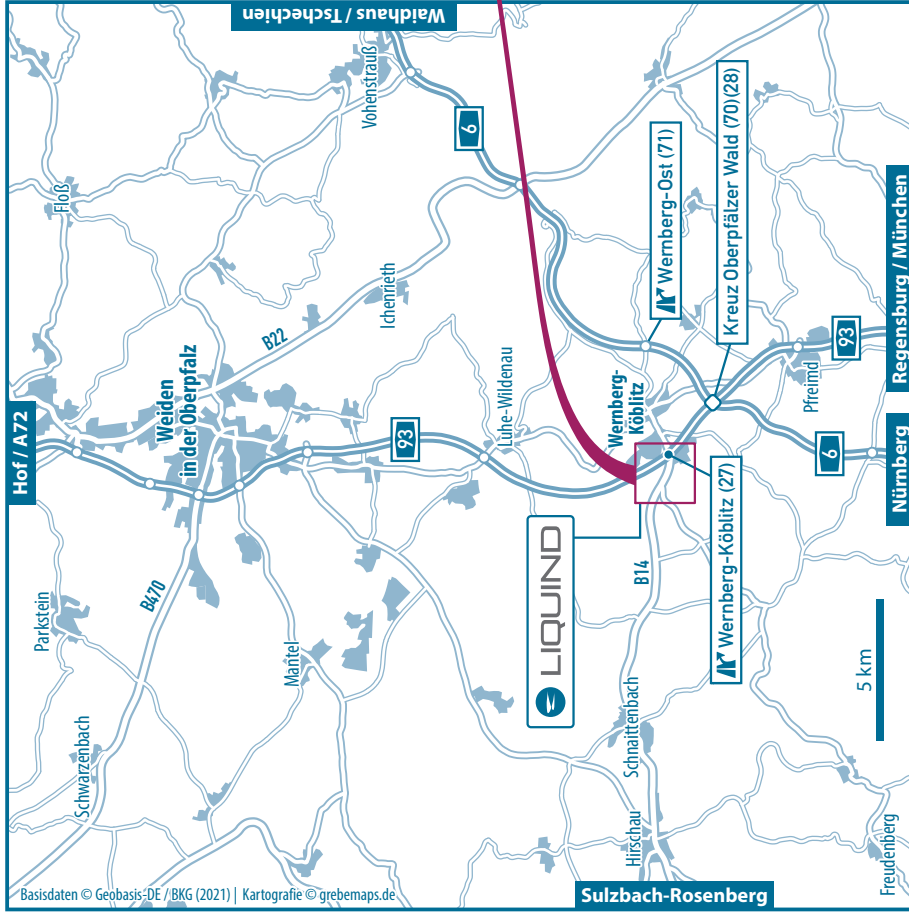 Waidhaus / Tschechien
Vohenstrauß
6
Floß
Wernberg-Ost (71)
Kreuz Oberpfälzer Wald (70)(28)
Ichenrieth
B22
Hof / A72
Weiden
in der Oberpfalz
93
Luhe-Wildenau
Wernberg-
Köblitz
Pfreimd
93
Regensburg / München
6
Nürnberg
Wernberg-Köblitz (27)
LIQUIND
B14
B470
Parkstein
Mantel
5 km
Schwarzenbach
Schnaittenbach
Hirschau
Freudenberg
Sulzbach-Rosenberg
Basisdaten © Geobasis-DE / BKG (2021) | Kartografie © grebemaps.de